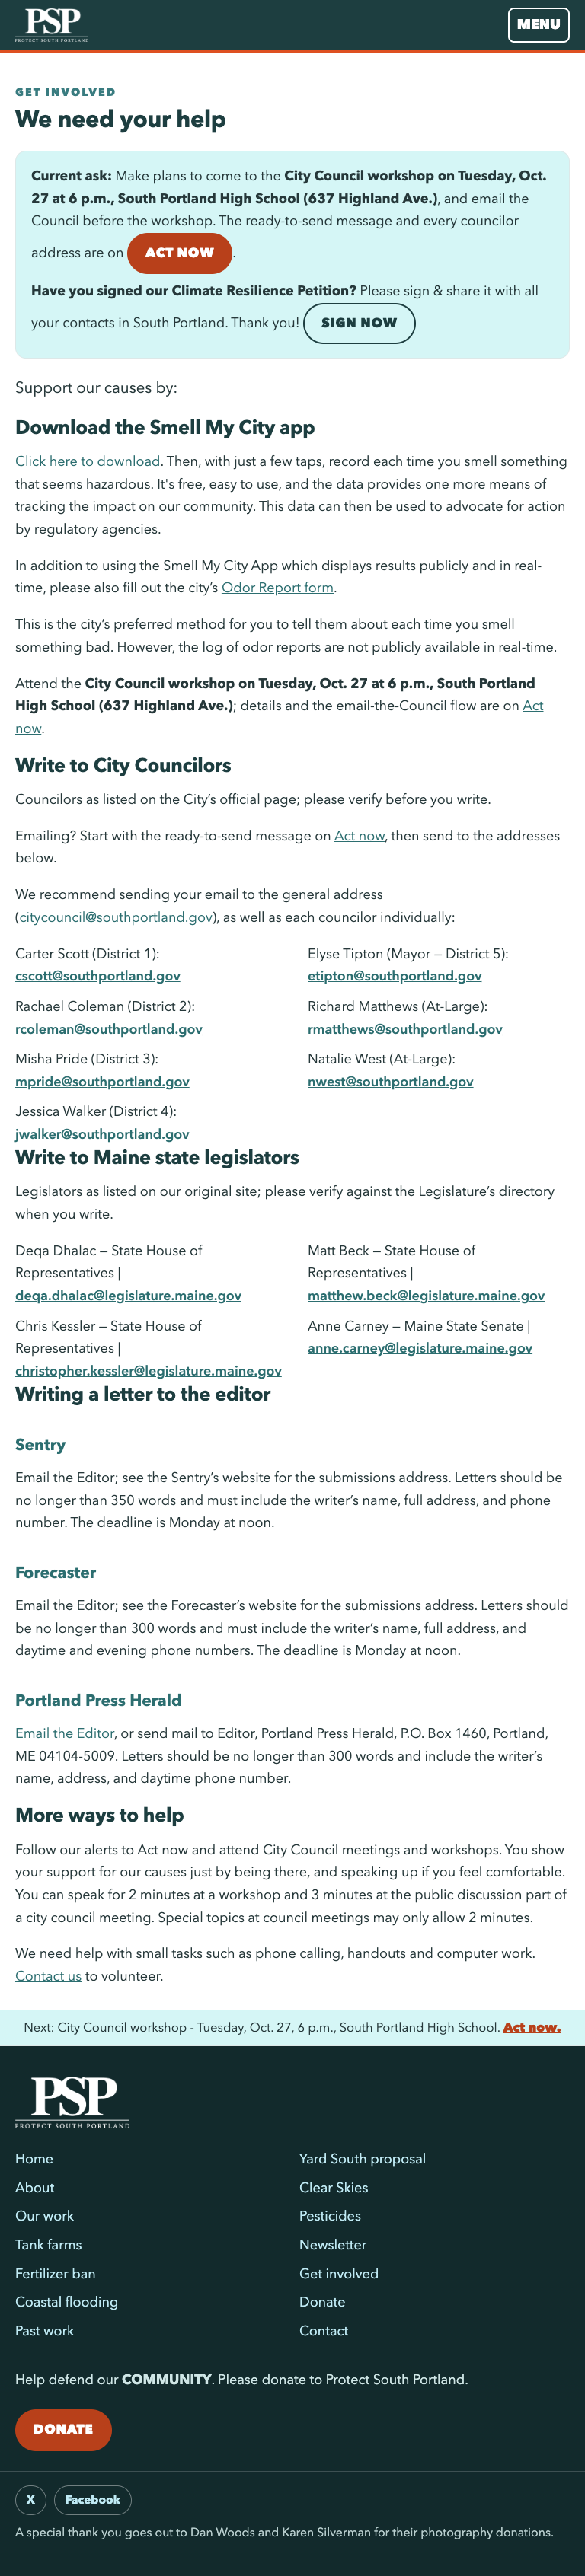 PSP
PROTECT SOUTH PORTLAND
MENU
GET INVOLVED
We need your help
Current ask: Make plans to come to the City Council workshop on Tuesday, Oct.
27 at 6 p.m., South Portland High School (637 Highland Ave.), and email the
Council before the workshop. The ready-to-send message and every councilor
address are on ACT NOW.
Have you signed our Climate Resilience Petition? Please sign & share it with all
your contacts in South Portland. Thank you! SIGN NOW
Support our causes by:
Download the Smell My City app
Click here to download. Then, with just a few taps, record each time you smell something
that seems hazardous. It's free, easy to use, and the data provides one more means of
tracking the impact on our community. This data can then be used to advocate for action
by regulatory agencies.
In addition to using the Smell My City App which displays results publicly and in real-
time, please also fill out the city’s Odor Report form.
This is the city’s preferred method for you to tell them about each time you smell
something bad. However, the log of odor reports are not publicly available in real-time.
Attend the City Council workshop on Tuesday, Oct. 27 at 6 p.m., South Portland
High School (637 Highland Ave.); details and the email-the-Council flow are on Act
now.
Write to City Councilors
Councilors as listed on the City’s official page; please verify before you write.
Emailing? Start with the ready-to-send message on Act now, then send to the addresses
below.
We recommend sending your email to the general address
(citycouncil@southportland.gov), as well as each councilor individually:
Carter Scott (District 1):
cscott@southportland.gov
Elyse Tipton (Mayor – District 5):
etipton@southportland.gov
Rachael Coleman (District 2):
rcoleman@southportland.gov
Richard Matthews (At-Large):
rmatthews@southportland.gov
Misha Pride (District 3):
mpride@southportland.gov
Natalie West (At-Large):
nwest@southportland.gov
Jessica Walker (District 4):
jwalker@southportland.gov
Write to Maine state legislators
Legislators as listed on our original site; please verify against the Legislature’s directory
when you write.
Deqa Dhalac – State House of
Representatives |
deqa.dhalac@legislature.maine.gov
Matt Beck – State House of
Representatives |
matthew.beck@legislature.maine.gov
Chris Kessler – State House of
Representatives |
christopher.kessler@legislature.maine.gov
Anne Carney – Maine State Senate |
anne.carney@legislature.maine.gov
Writing a letter to the editor
Sentry
Email the Editor; see the Sentry’s website for the submissions address. Letters should be
no longer than 350 words and must include the writer’s name, full address, and phone
number. The deadline is Monday at noon.
Forecaster
Email the Editor; see the Forecaster’s website for the submissions address. Letters should
be no longer than 300 words and must include the writer’s name, full address, and
daytime and evening phone numbers. The deadline is Monday at noon.
Portland Press Herald
Email the Editor, or send mail to Editor, Portland Press Herald, P.O. Box 1460, Portland,
ME 04104-5009. Letters should be no longer than 300 words and include the writer’s
name, address, and daytime phone number.
More ways to help
Follow our alerts to Act now and attend City Council meetings and workshops. You show
your support for our causes just by being there, and speaking up if you feel comfortable.
You can speak for 2 minutes at a workshop and 3 minutes at the public discussion part of
a city council meeting. Special topics at council meetings may only allow 2 minutes.
We need help with small tasks such as phone calling, handouts and computer work.
Contact us to volunteer.
Next: City Council workshop - Tuesday, Oct. 27, 6 p.m., South Portland High School. Act now.
PSP
PROTECT SOUTH PORTLAND
Home
About
Our work
Tank farms
Fertilizer ban
Coastal flooding
Past work
Yard South proposal
Clear Skies
Pesticides
Newsletter
Get involved
Donate
Contact
Help defend our COMMUNITY. Please donate to Protect South Portland.
DONATE
X
Facebook
A special thank you goes out to Dan Woods and Karen Silverman for their photography donations.